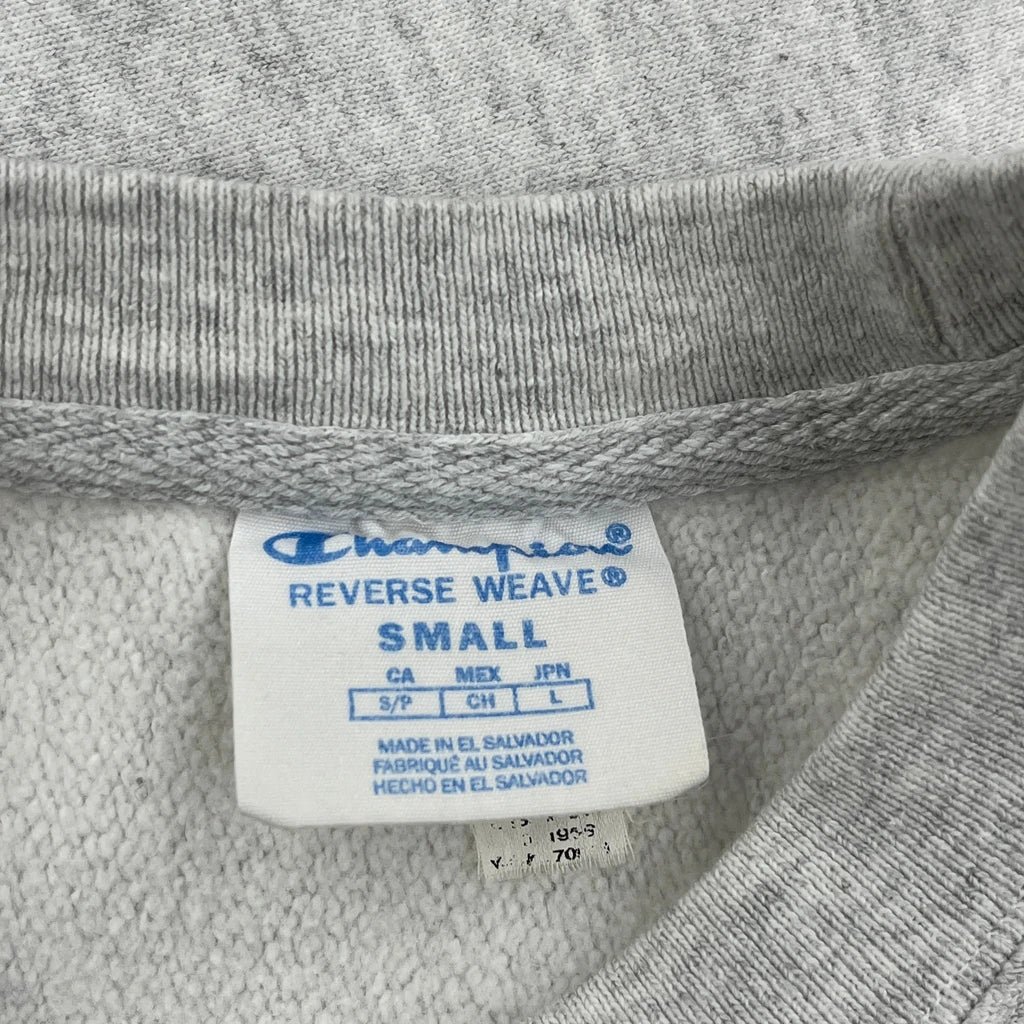 Champion®
REVERSE WEAVE®
SMALL
CA MEX JPN
S/P CH L
MADE IN EL SALVADOR
FABRIQUÉ AU SALVADOR
HECHO EN EL SALVADOR